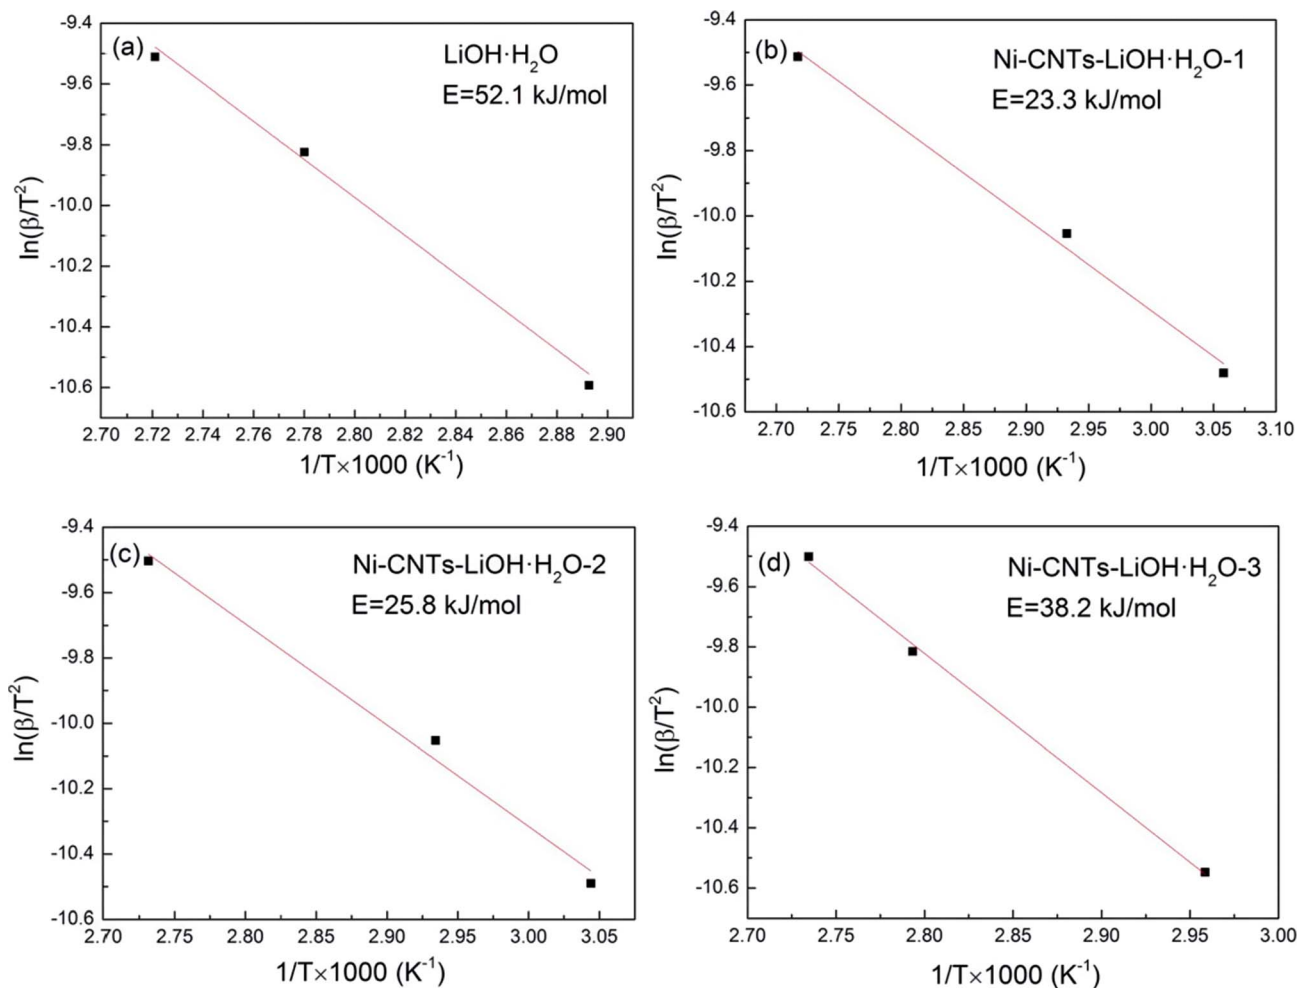 (a)
LiOH·H₂O
E=52.1 kJ/mol
ln(β/T²)
-9.4
-9.6
-9.8
-10.0
-10.2
-10.4
-10.6
2.70 2.72 2.74 2.76 2.78 2.80 2.82 2.84 2.86 2.88 2.90
1/T×1000 (K⁻¹)
(b)
Ni-CNTs-LiOH·H₂O-1
E=23.3 kJ/mol
ln(β/T²)
-9.4
-9.6
-9.8
-10.0
-10.2
-10.4
-10.6
2.70 2.75 2.80 2.85 2.90 2.95 3.00 3.05 3.10
1/T×1000 (K⁻¹)
(c)
Ni-CNTs-LiOH·H₂O-2
E=25.8 kJ/mol
ln(β/T²)
-9.4
-9.6
-9.8
-10.0
-10.2
-10.4
-10.6
2.70 2.75 2.80 2.85 2.90 2.95 3.00 3.05
1/T×1000 (K⁻¹)
(d)
Ni-CNTs-LiOH·H₂O-3
E=38.2 kJ/mol
ln(β/T²)
-9.4
-9.6
-9.8
-10.0
-10.2
-10.4
-10.6
2.70 2.75 2.80 2.85 2.90 2.95 3.00
1/T×1000 (K⁻¹)